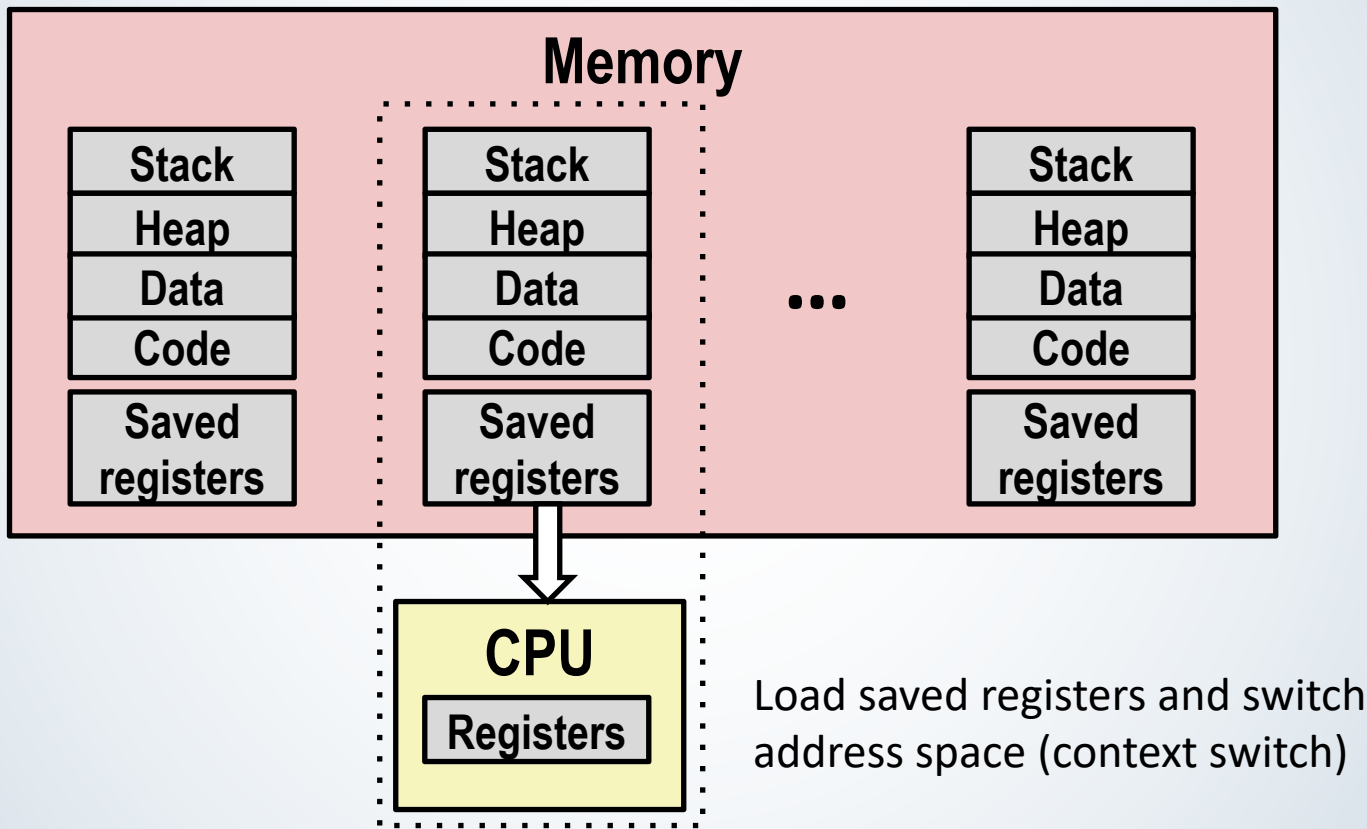 Memory
Stack
Heap
Data
Code
Saved
registers
Stack
Heap
Data
Code
Saved
registers
...
Stack
Heap
Data
Code
Saved
registers
CPU
Registers
Load saved registers and switch
address space (context switch)